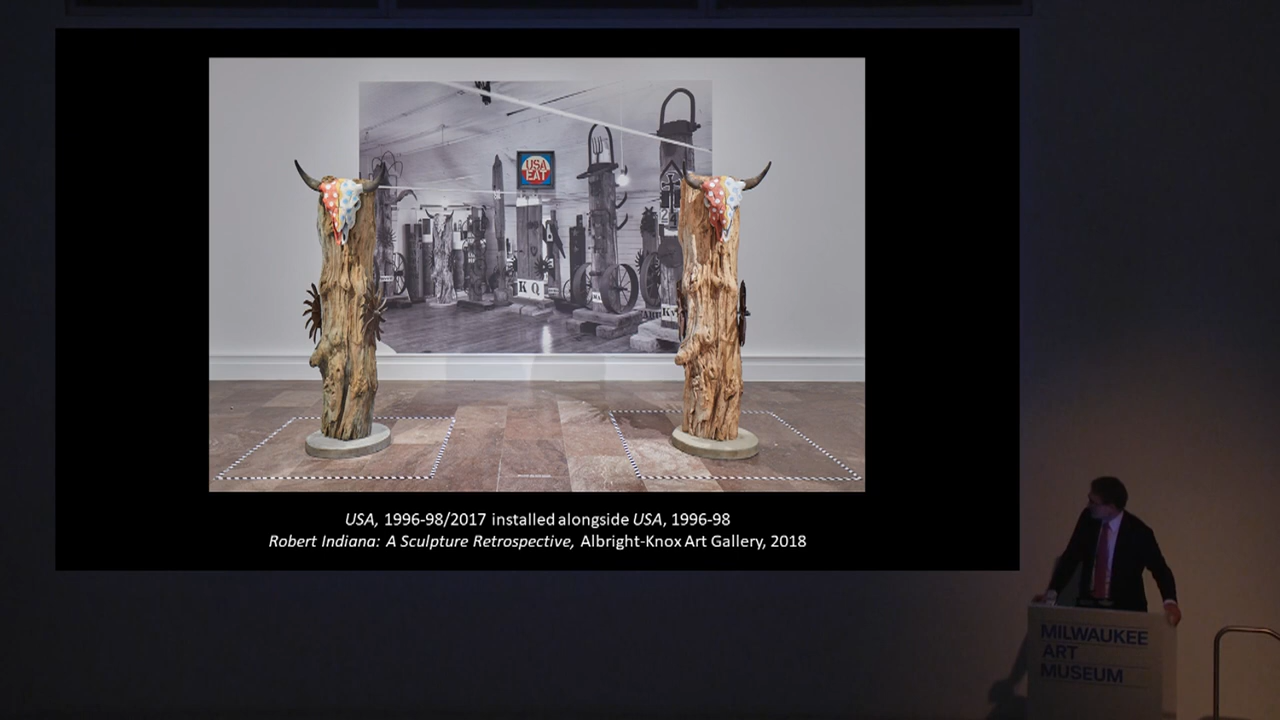 USA
EAT
K Q
USA, 1996-98/2017 installed alongside USA, 1996-98
Robert Indiana: A Sculpture Retrospective, Albright-Knox Art Gallery, 2018
MILWAUKEE
ART
MUSEUM